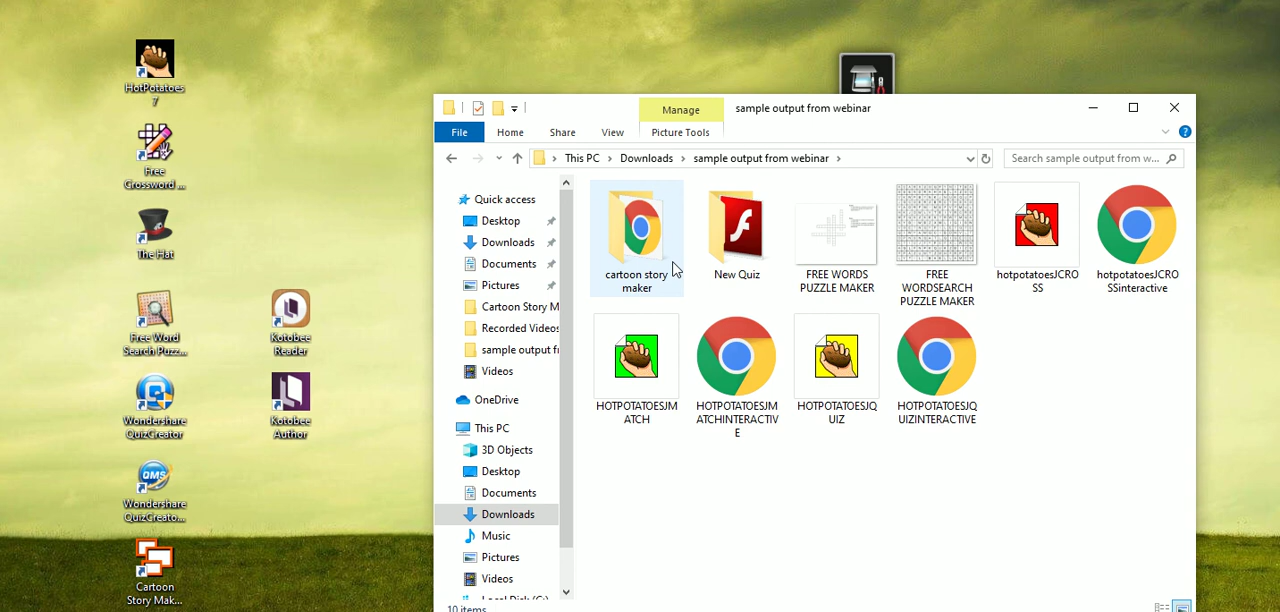 HotPotatoes
7
Free
Crossword ...
The Hat
Free Word
Search Puzz...
Kotobee
Reader
Wondershare
QuizCreator
Kotobee
Author
QMS
Wondershare
QuizCreato...
Cartoon
Story Mak...
Manage
sample output from webinar
File
Home
Share
View
Picture Tools
?
This PC > Downloads > sample output from webinar >
Search sample output from w...
Quick access
Desktop
Downloads
Documents
Pictures
Cartoon Story M
Recorded Videos
sample output fr
Videos
OneDrive
This PC
3D Objects
Desktop
Documents
Downloads
Music
Pictures
Videos
Local Disk (C:)
cartoon story
maker
New Quiz
FREE WORDS
PUZZLE MAKER
FREE
WORDSEARCH
PUZZLE MAKER
hotpotatoesJCRO
SS
hotpotatoesJCRO
SSinteractive
HOTPOTATOESJM
ATCH
HOTPOTATOESJM
ATCHINTERACTIV
E
HOTPOTATOESJQ
UIZ
HOTPOTATOESJQ
UIZINTERACTIVE
10 items